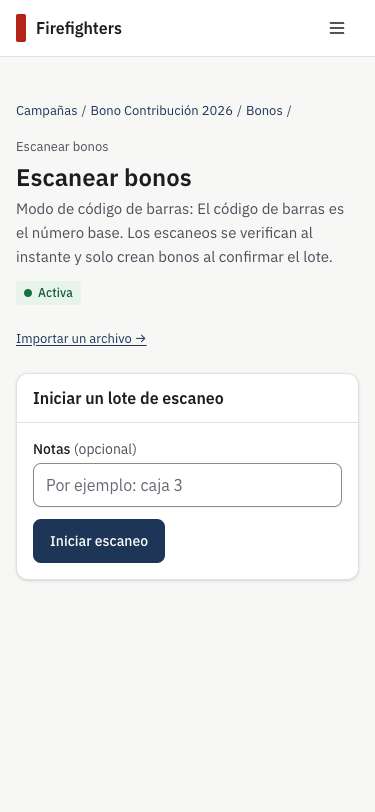 Firefighters
Campañas / Bono Contribución 2026 / Bonos /
Escanear bonos
Escanear bonos
Modo de código de barras: El código de barras es
el número base. Los escaneos se verifican al
instante y solo crean bonos al confirmar el lote.
Activa
Importar un archivo →
Iniciar un lote de escaneo
Notas (opcional)
Por ejemplo: caja 3
Iniciar escaneo